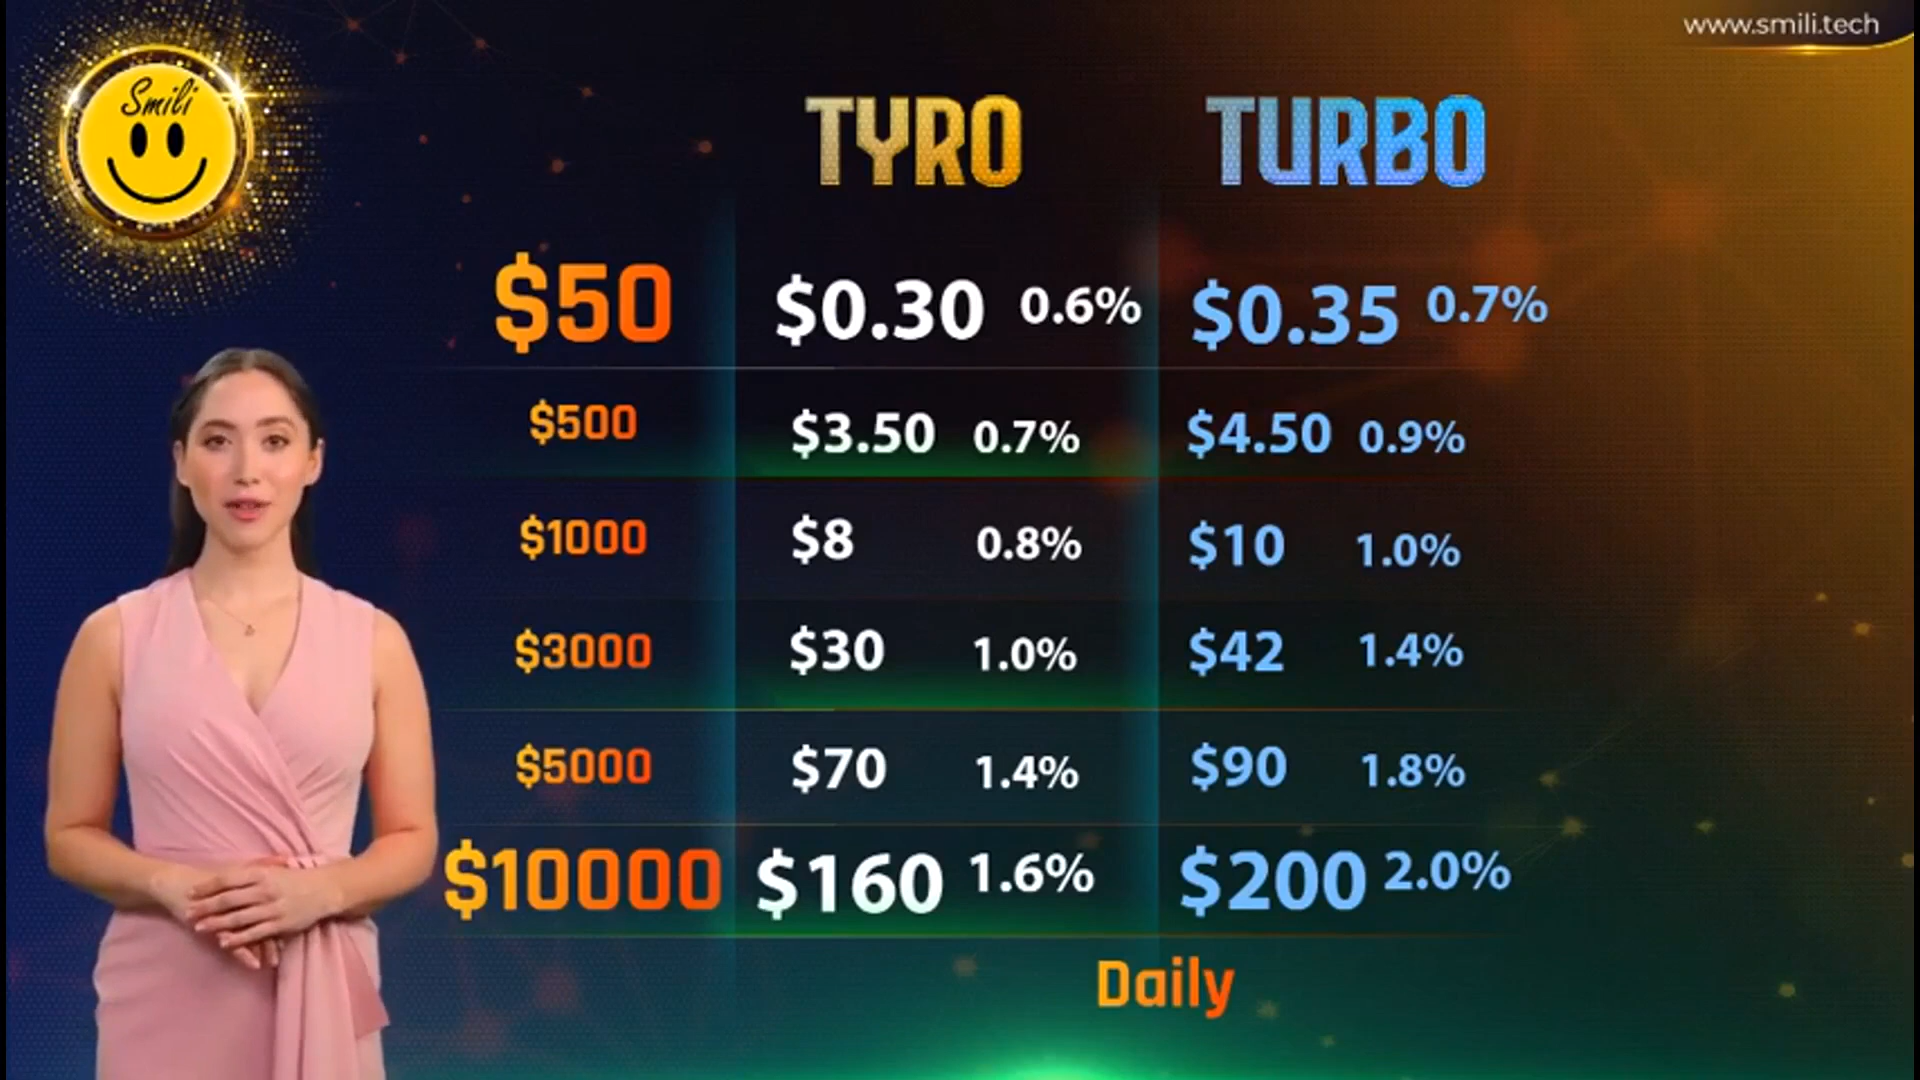 www.smili.tech
Smili
TYRO TURBO
$50 $0.30 0.6% $0.35 0.7%
$500 $3.50 0.7% $4.50 0.9%
$1000 $8 0.8% $10 1.0%
$3000 $30 1.0% $42 1.4%
$5000 $70 1.4% $90 1.8%
$10000 $160 1.6% $200 2.0%
Daily